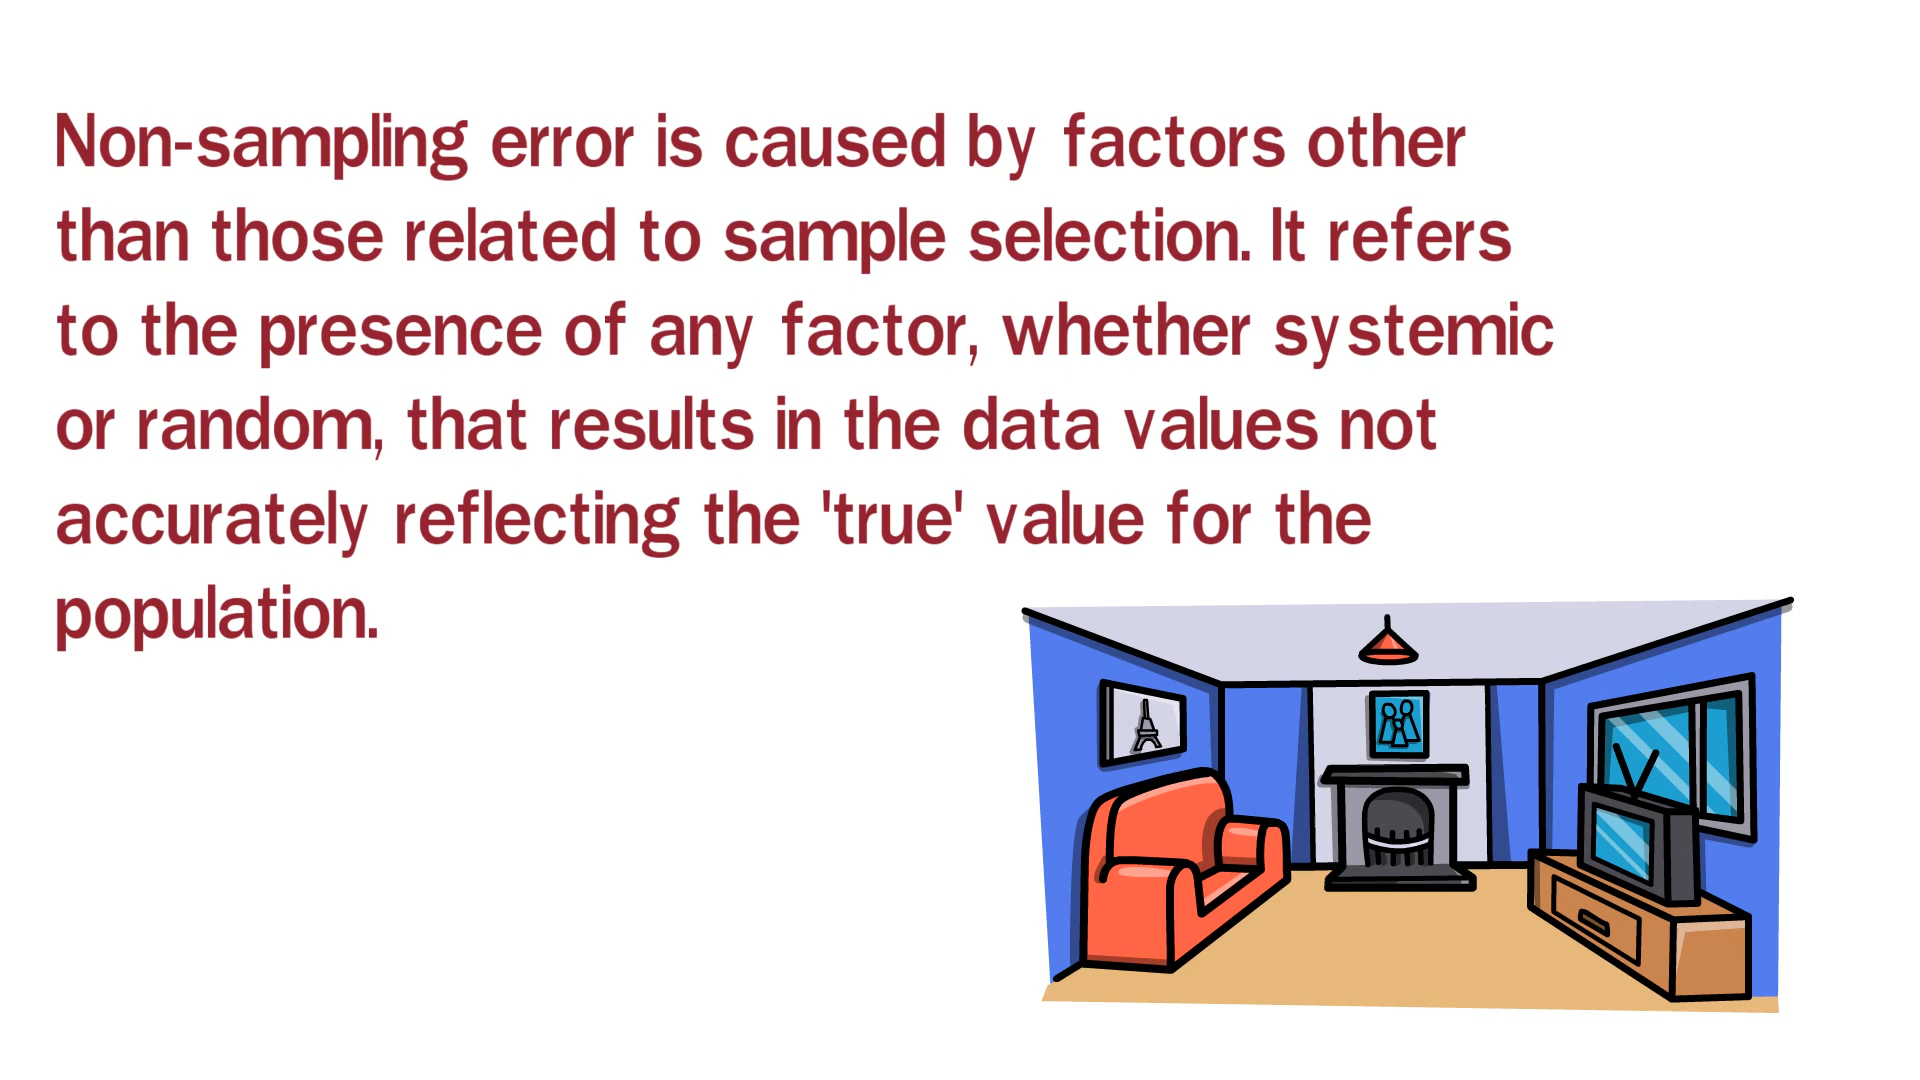 Non-sampling error is caused by factors other
than those related to sample selection. It refers
to the presence of any factor, whether systemic
or random, that results in the data values not
accurately reflecting the 'true' value for the
population.